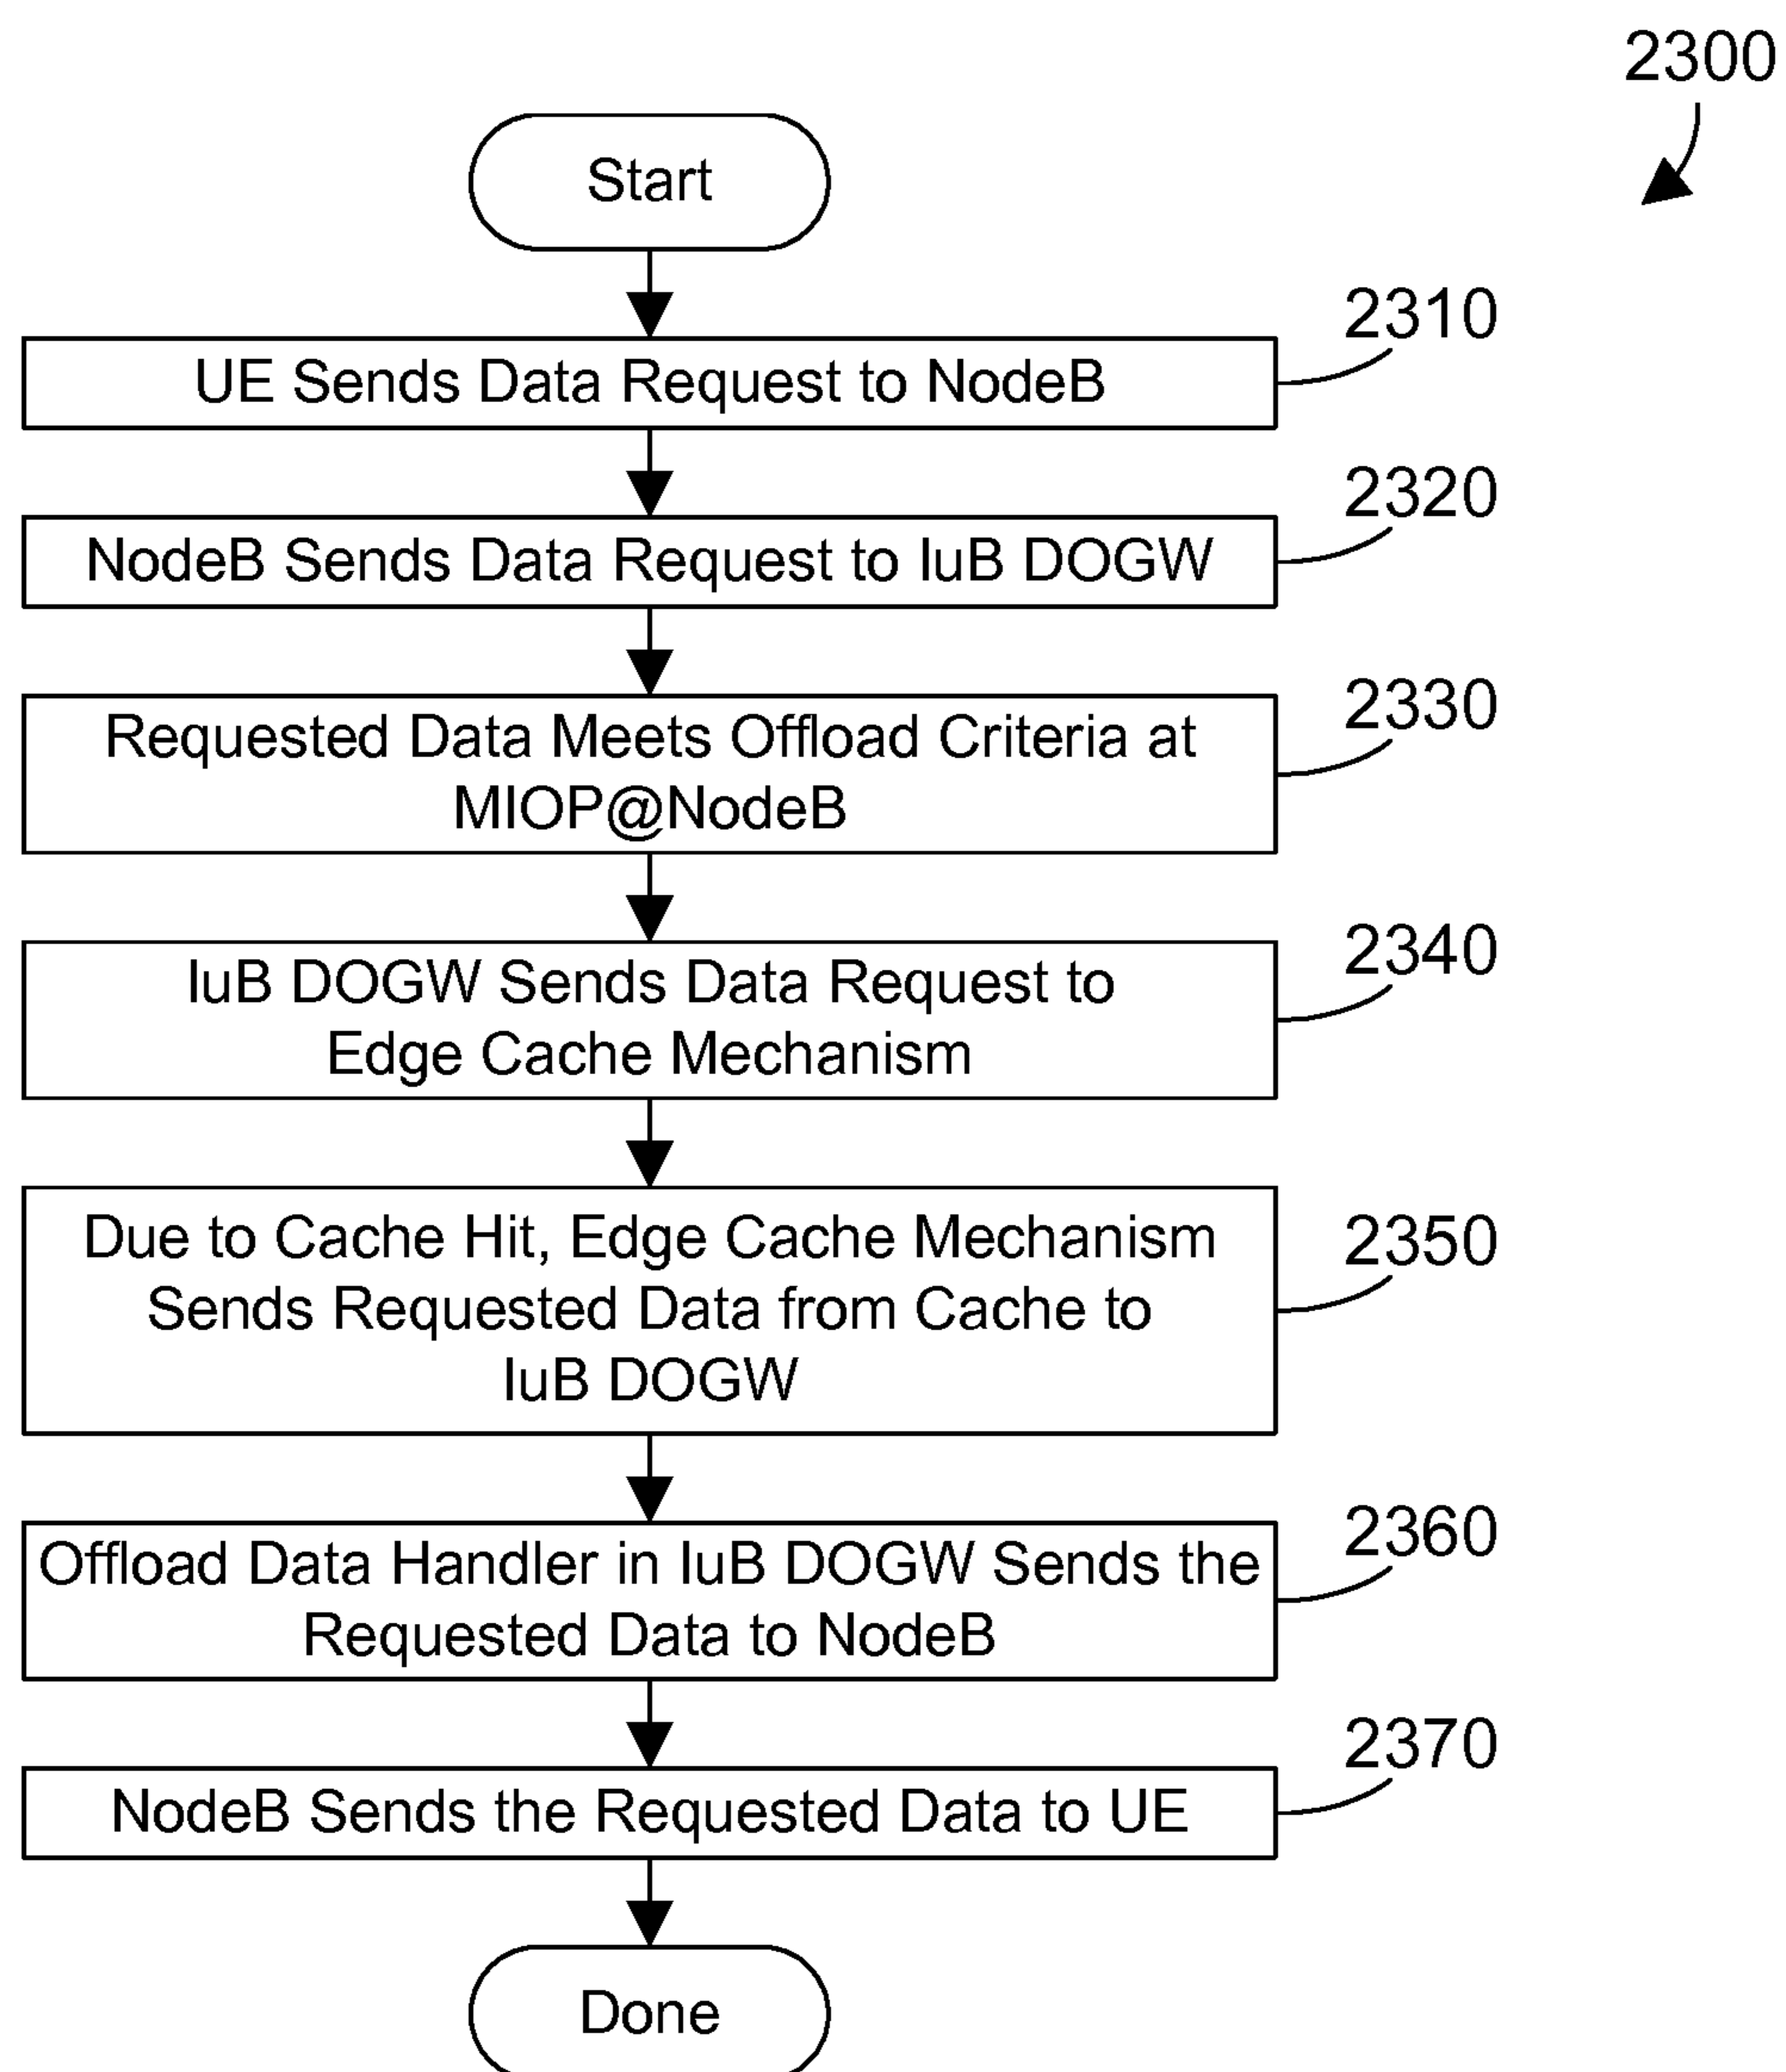 2300
Start
2310
UE Sends Data Request to NodeB
2320
NodeB Sends Data Request to IuB DOGW
2330
Requested Data Meets Offload Criteria at
MIOP@NodeB
2340
IuB DOGW Sends Data Request to
Edge Cache Mechanism
2350
Due to Cache Hit, Edge Cache Mechanism
Sends Requested Data from Cache to
IuB DOGW
2360
Offload Data Handler in IuB DOGW Sends the
Requested Data to NodeB
2370
NodeB Sends the Requested Data to UE
Done